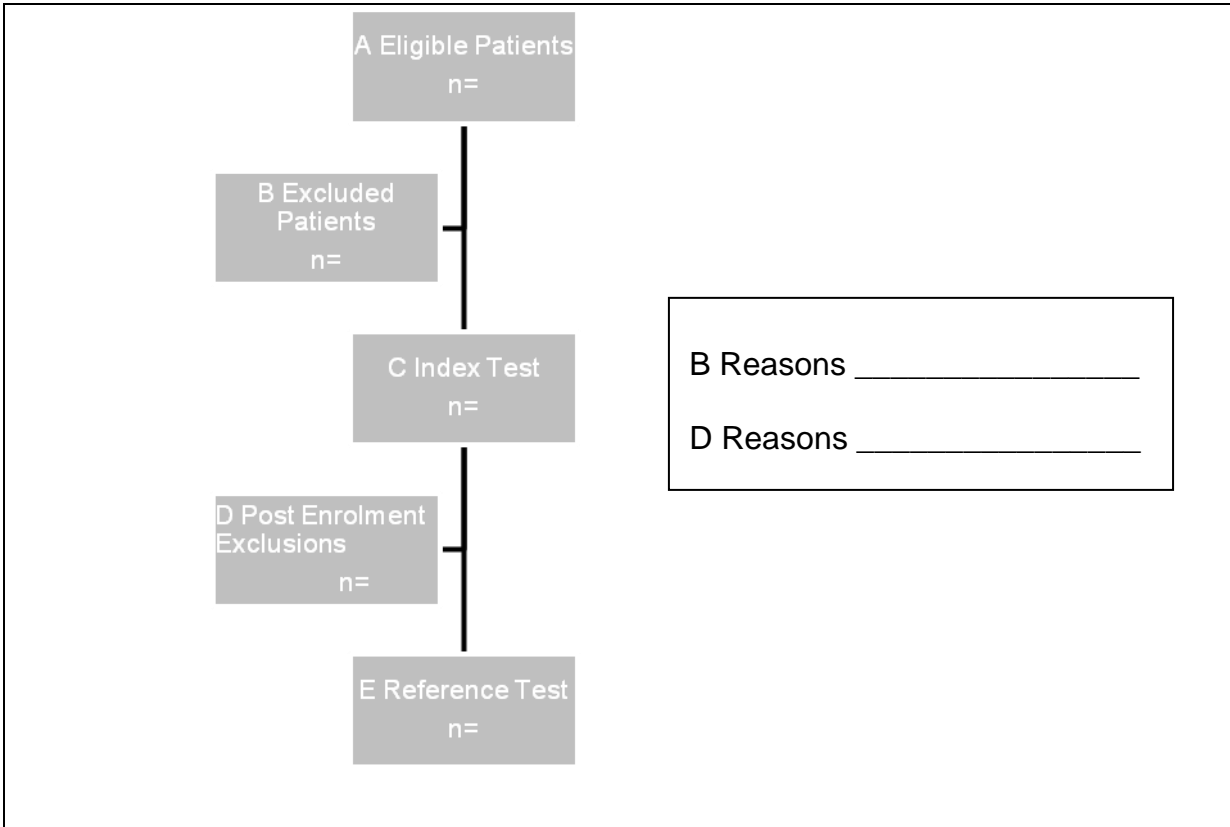 A Eligible Patients
n=
B Excluded
Patients
n=
C Index Test
n=
B Reasons ________________
D Reasons ________________
D Post Enrolment
Exclusions
n=
E Reference Test
n=